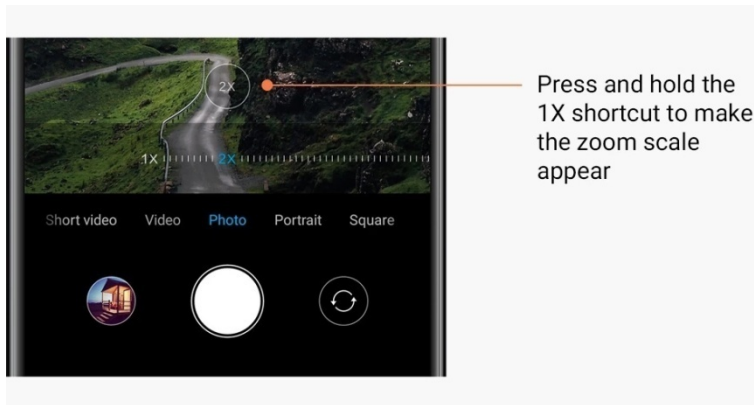 2X
Press and hold the
1X shortcut to make
the zoom scale
appear
1X 2X
Short video Video Photo Portrait Square